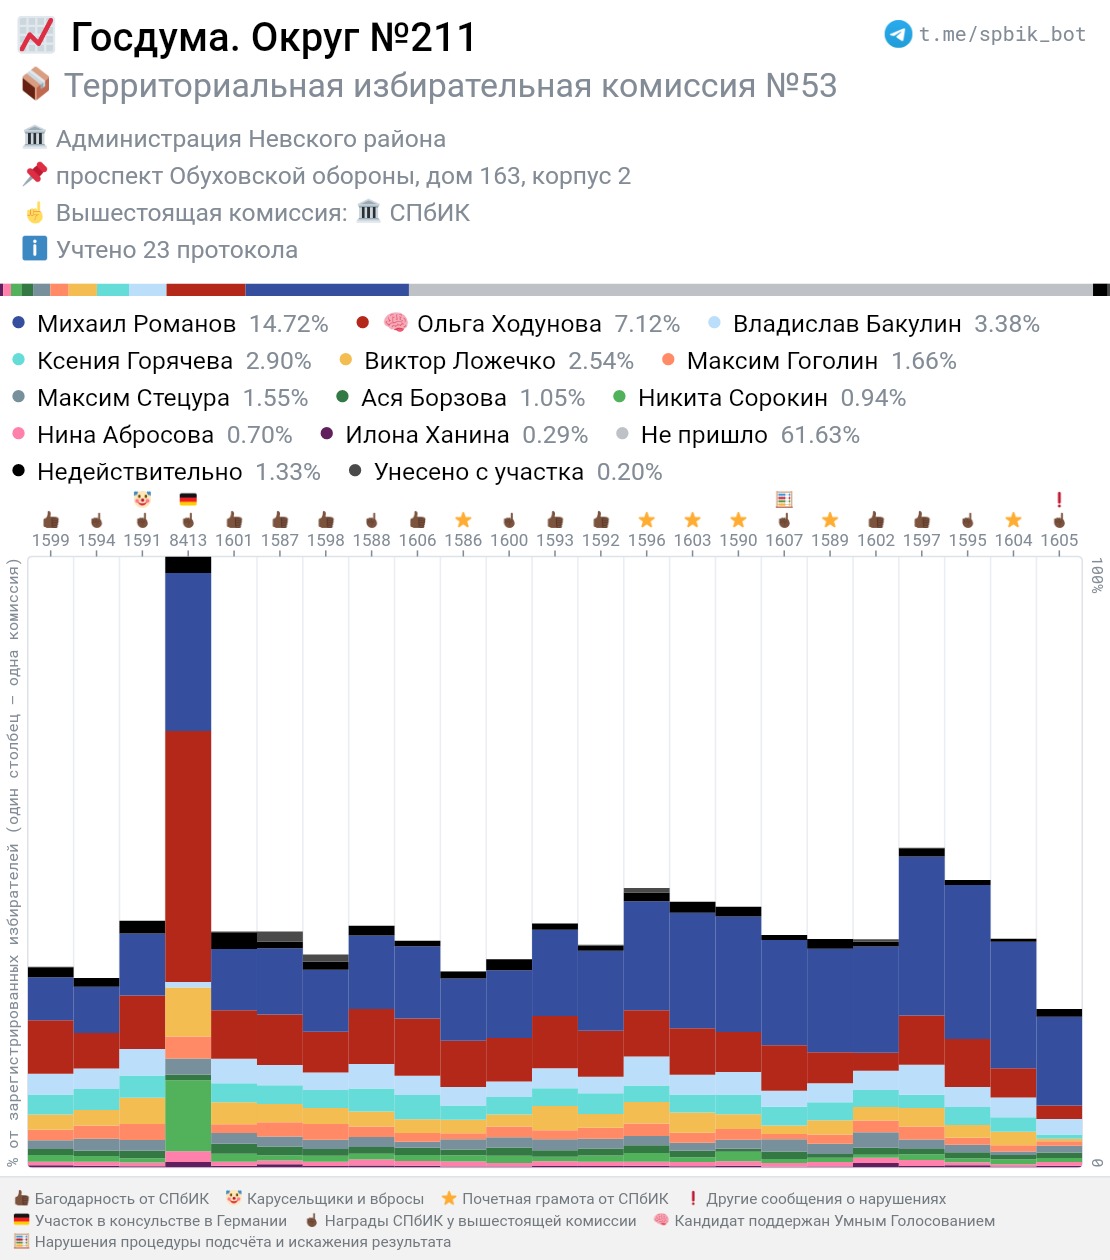 Госдума. Округ №211
t.me/spbik_bot
Территориальная избирательная комиссия №53
Администрация Невского района
проспект Обуховской обороны, дом 163, корпус 2
Вышестоящая комиссия: СПбИК
Учтено 23 протокола
Михаил Романов 14.72% Ольга Ходунова 7.12% Владислав Бакулин 3.38%
Ксения Горячева 2.90% Виктор Ложечко 2.54% Максим Гоголин 1.66%
Максим Стецура 1.55% Ася Борзова 1.05% Никита Сорокин 0.94%
Нина Абросова 0.70% Илона Ханина 0.29% Не пришло 61.63%
Недействительно 1.33% Унесено с участка 0.20%
1599 1594 1591 8413 1601 1587 1598 1588 1606 1586 1600 1593 1592 1596 1603 1590 1607 1589 1602 1597 1595 1604 1605
% от зарегистрированных избирателей (один столбец – одна комиссия)
100%
0
Багодарность от СПбИК Карусельщики и вбросы Почетная грамота от СПбИК Другие сообщения о нарушениях
Участок в консульстве в Германии Награды СПбИК у вышестоящей комиссии Кандидат поддержан Умным Голосованием
Нарушения процедуры подсчёта и искажения результата